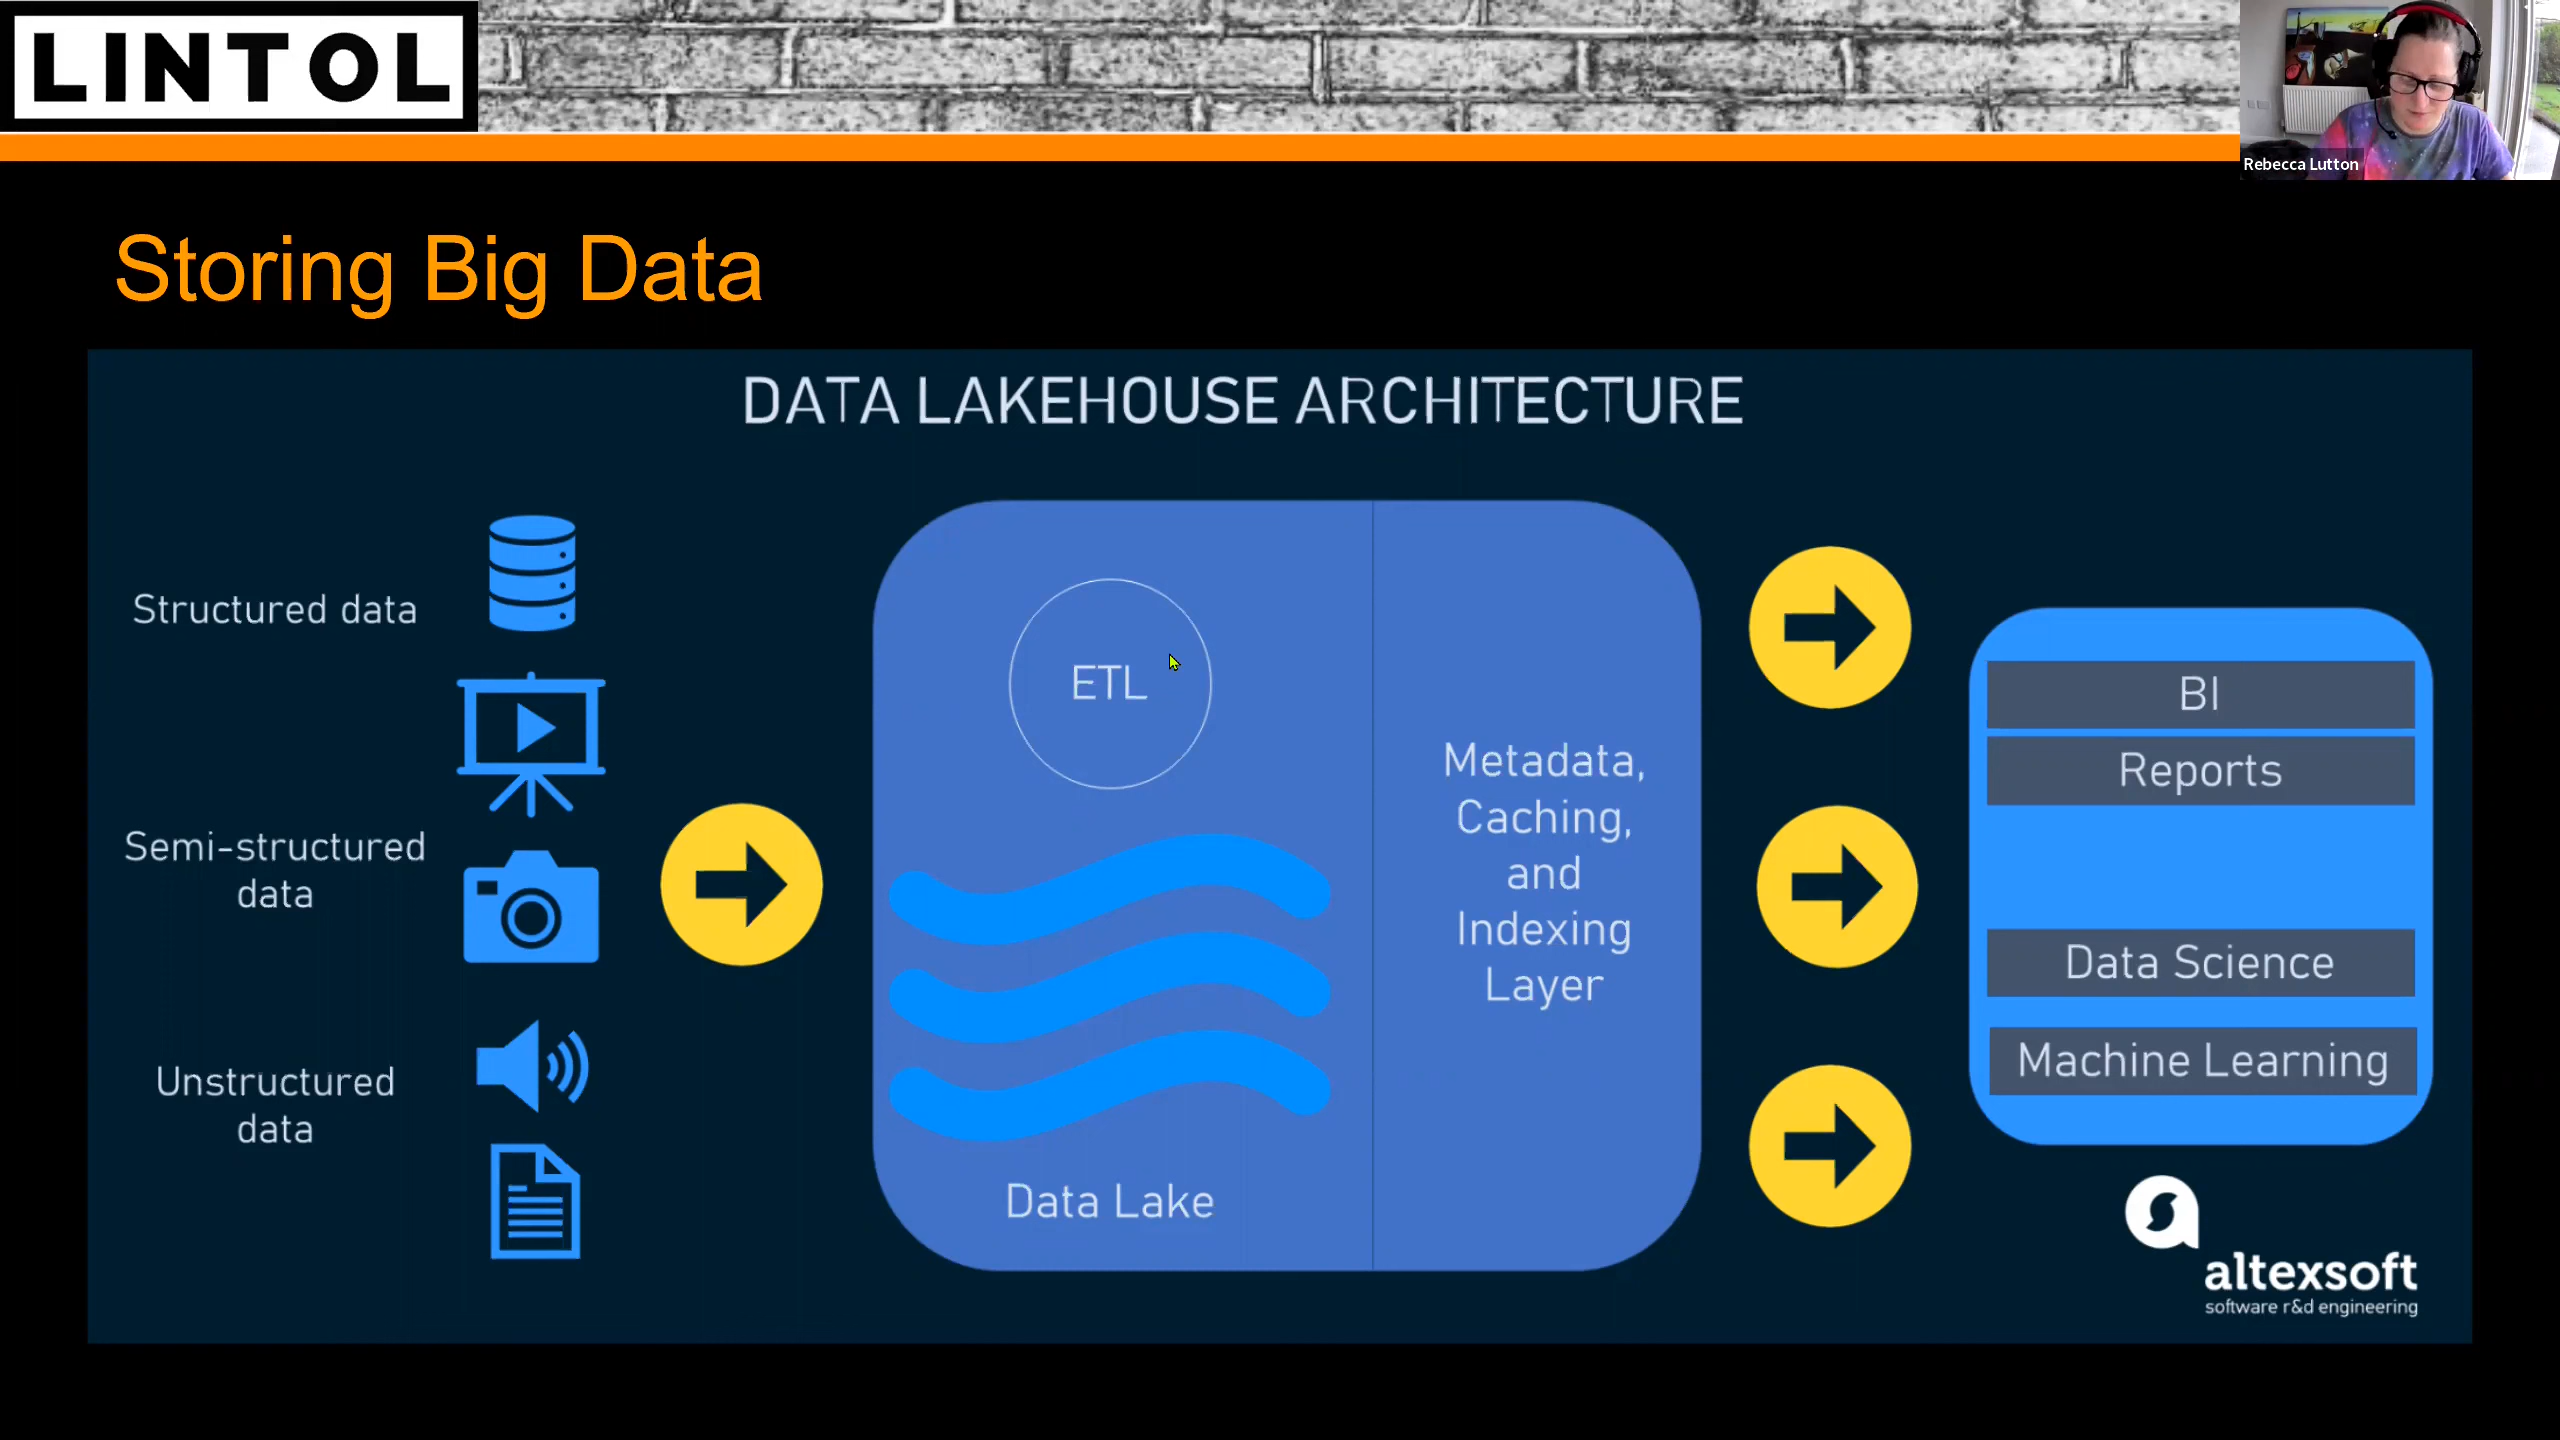 LINTOL
Rebecca Lutton
Storing Big Data
DATA LAKEHOUSE ARCHITECTURE
Structured data
Semi-structured
data
Unstructured
data
ETL
Data Lake
Metadata,
Caching,
and
Indexing
Layer
BI
Reports
Data Science
Machine Learning
altexsoft
software r&d engineering